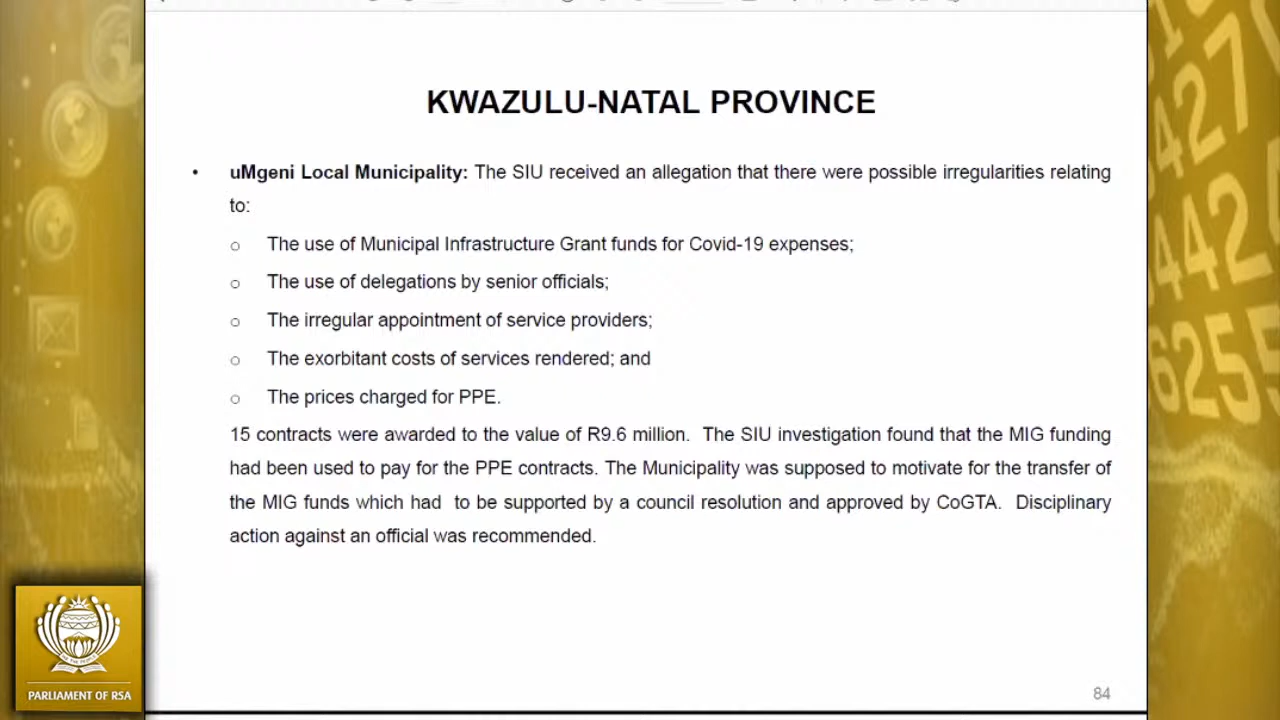 KWAZULU-NATAL PROVINCE
• uMgeni Local Municipality: The SIU received an allegation that there were possible irregularities relating
to:
o The use of Municipal Infrastructure Grant funds for Covid-19 expenses;
o The use of delegations by senior officials;
o The irregular appointment of service providers;
o The exorbitant costs of services rendered; and
o The prices charged for PPE.
15 contracts were awarded to the value of R9.6 million. The SIU investigation found that the MIG funding
had been used to pay for the PPE contracts. The Municipality was supposed to motivate for the transfer of
the MIG funds which had to be supported by a council resolution and approved by CoGTA. Disciplinary
action against an official was recommended.
84
PARLIAMENT OF RSA
427
442
6255